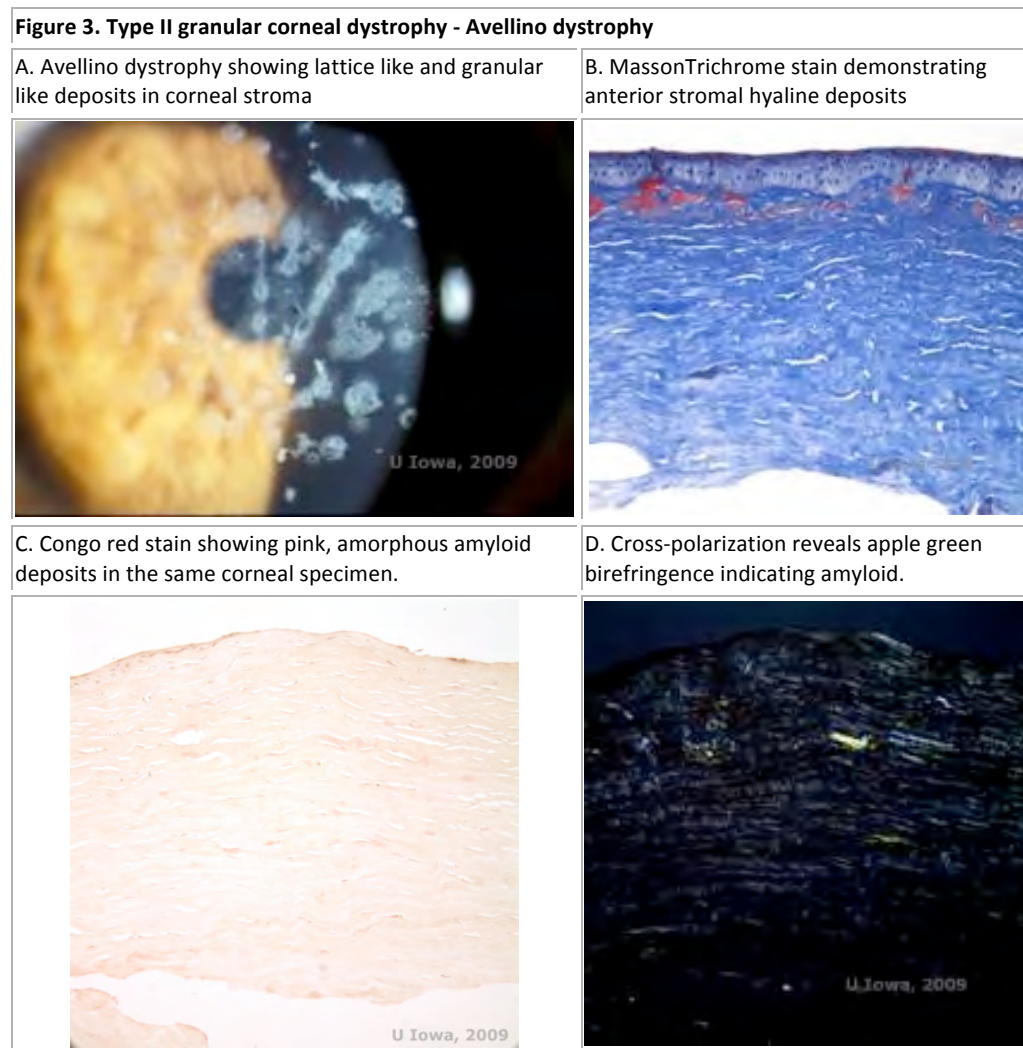 Figure 3. Type II granular corneal dystrophy - Avellino dystrophy
A. Avellino dystrophy showing lattice like and granular
like deposits in corneal stroma
B. MassonTrichrome stain demonstrating
anterior stromal hyaline deposits
U Iowa, 2009
C. Congo red stain showing pink, amorphous amyloid
deposits in the same corneal specimen.
D. Cross-polarization reveals apple green
birefringence indicating amyloid.
U Iowa, 2009
U Iowa, 2009